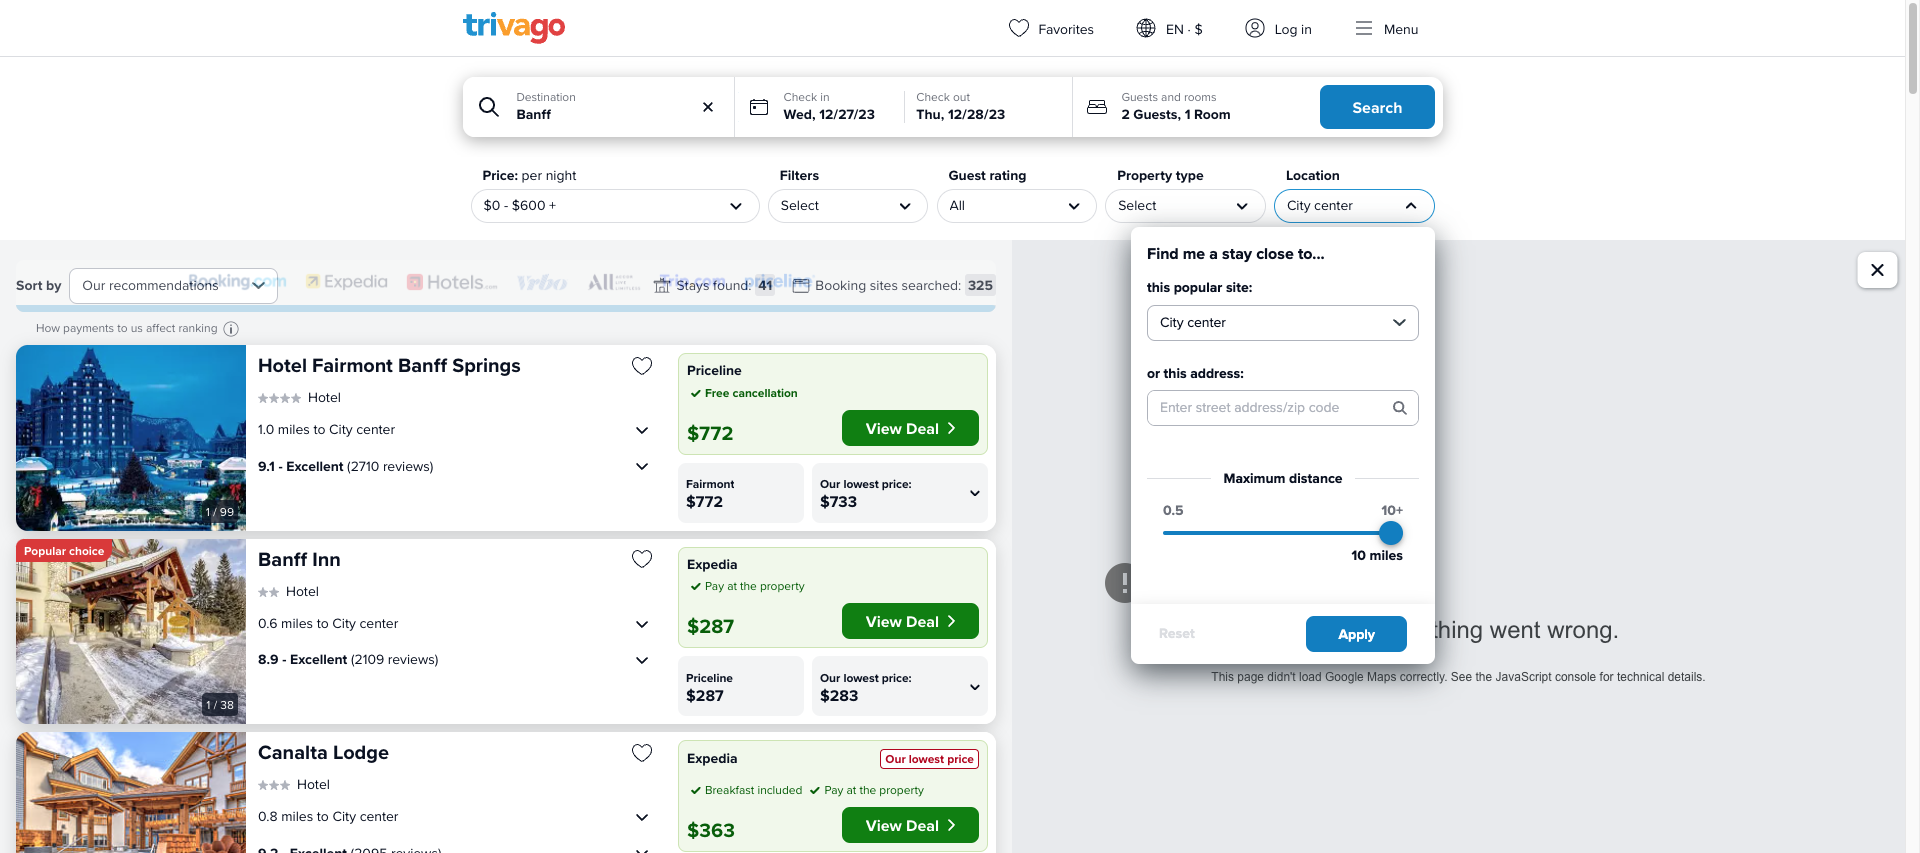 trivago
Favorites
EN · $
Log in
Menu
Destination
Banff
Check in
Wed, 12/27/23
Check out
Thu, 12/28/23
Guests and rooms
2 Guests, 1 Room
Search
Price: per night
$0 - $600 +
Filters
Select
Guest rating
All
Property type
Select
Location
City center
Sort by
Our recommendations
Booking.com
Expedia
Hotels.com
Vrbo
ALL
Trip.com
priceline
Stays found: 41
Booking sites searched: 325
How payments to us affect ranking
Hotel Fairmont Banff Springs
Hotel
1.0 miles to City center
9.1 - Excellent (2710 reviews)
1 / 99
Priceline
Free cancellation
$772
View Deal
Fairmont
$772
Our lowest price:
$733
Popular choice
Banff Inn
Hotel
0.6 miles to City center
8.9 - Excellent (2109 reviews)
1 / 38
Expedia
Pay at the property
$287
View Deal
Priceline
$287
Our lowest price:
$283
Canalta Lodge
Hotel
0.8 miles to City center
9.2 - Excellent (2095 reviews)
Expedia
Our lowest price
Breakfast included
Pay at the property
$363
View Deal
Find me a stay close to...
this popular site:
City center
or this address:
Enter street address/zip code
Maximum distance
0.5
10+
10 miles
Reset
Apply
thing went wrong.
This page didn't load Google Maps correctly. See the JavaScript console for technical details.